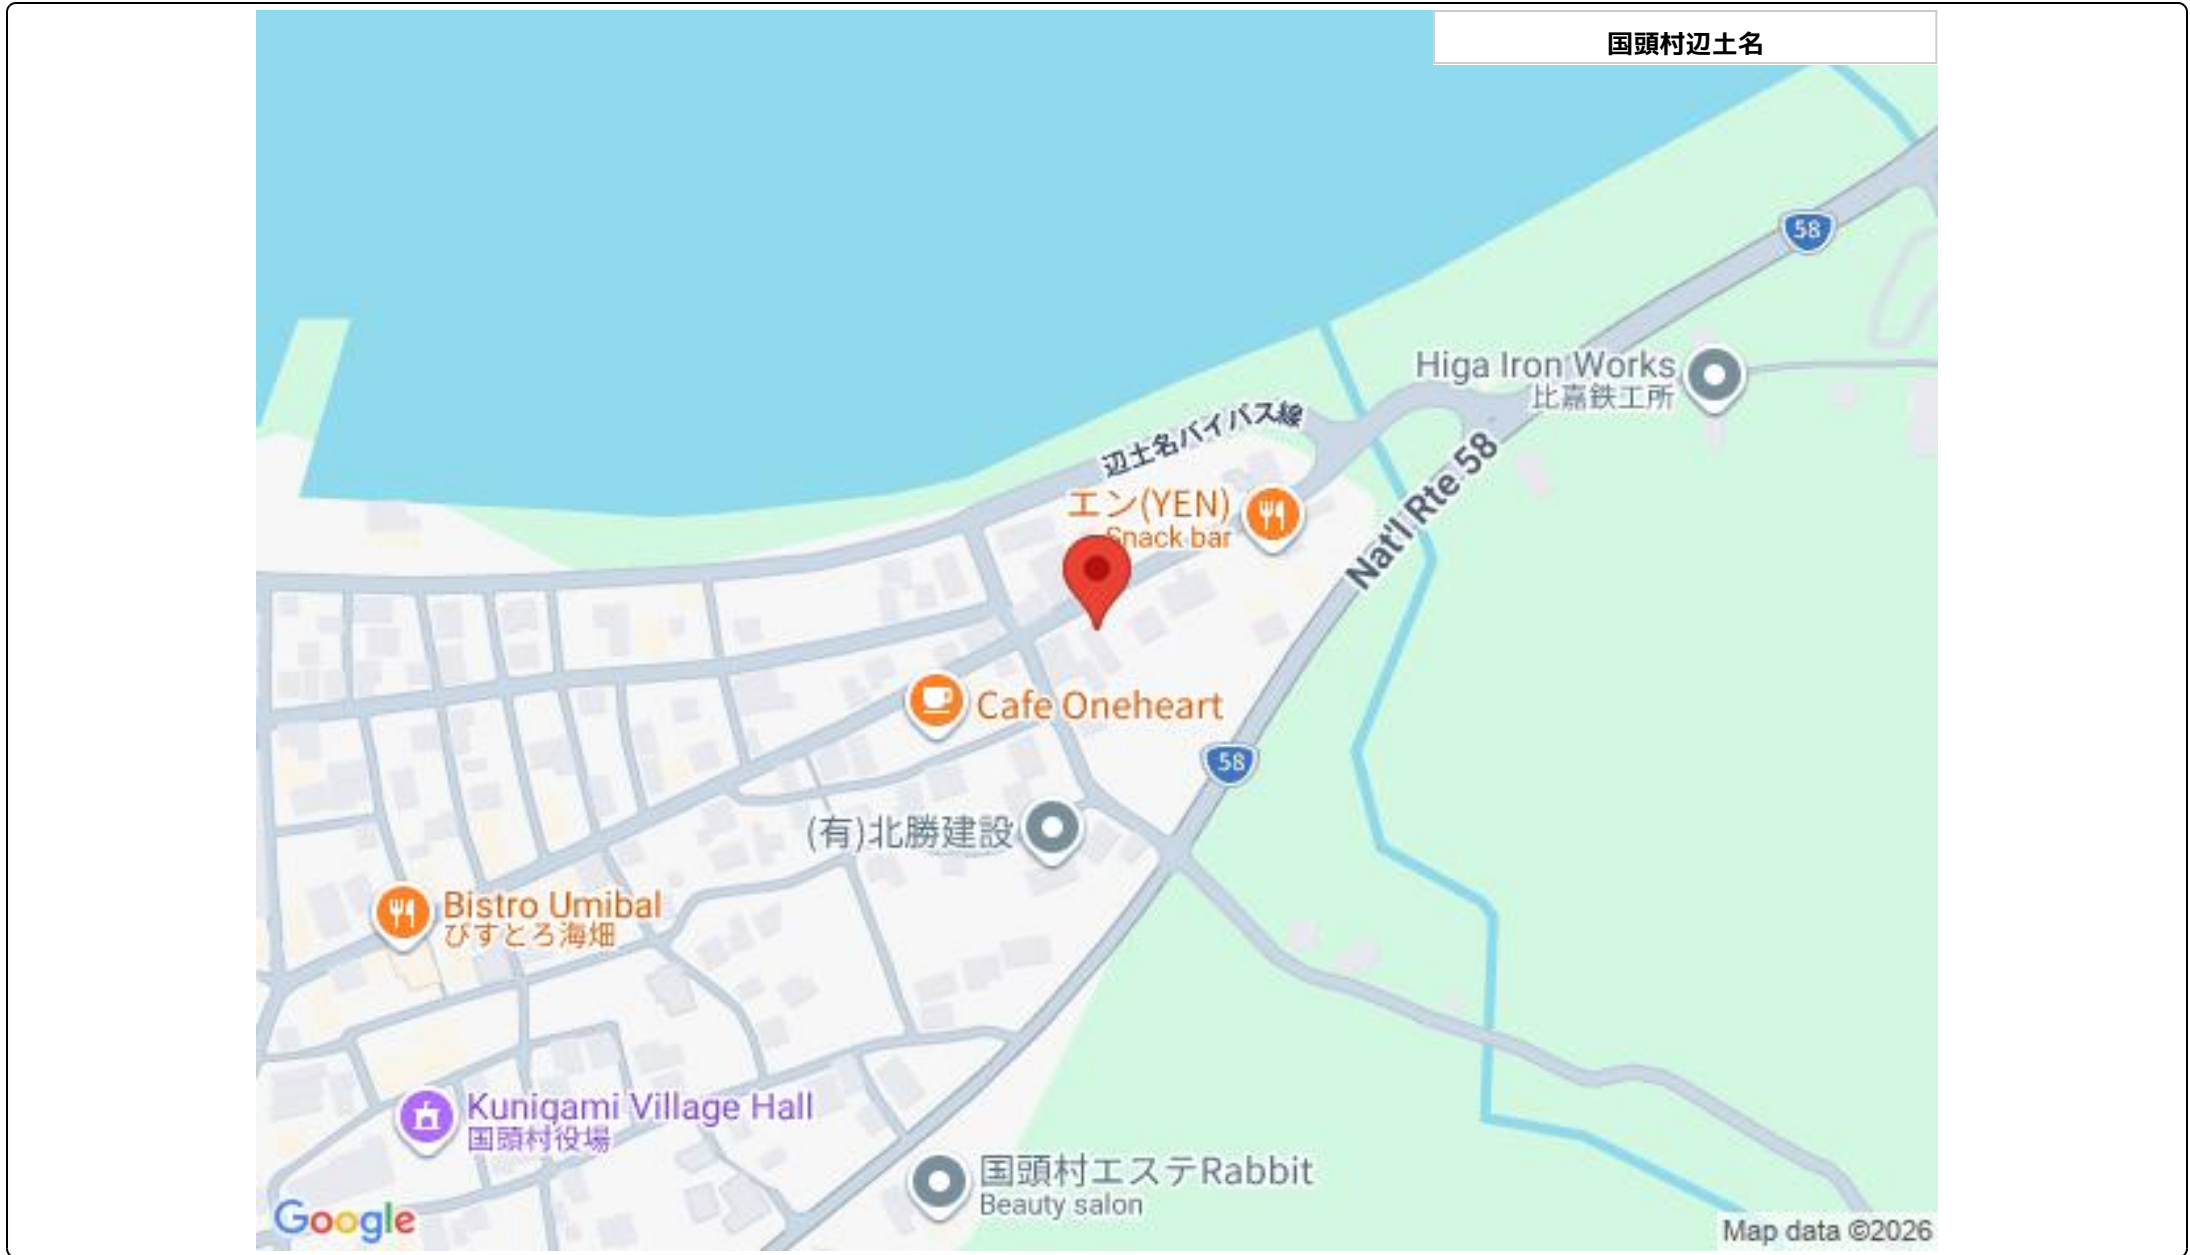 国頭村辺土名
58
Higa Iron Works
比嘉鉄工所
辺土名バイパス線
Nat'l Rte 58
エン(YEN)
Snack bar
Cafe Oneheart
58
(有)北勝建設
Bistro Umibal
びすとろ海畑
Kunigami Village Hall
国頭村役場
国頭村エステRabbit
Beauty salon
Google
Map data ©2026